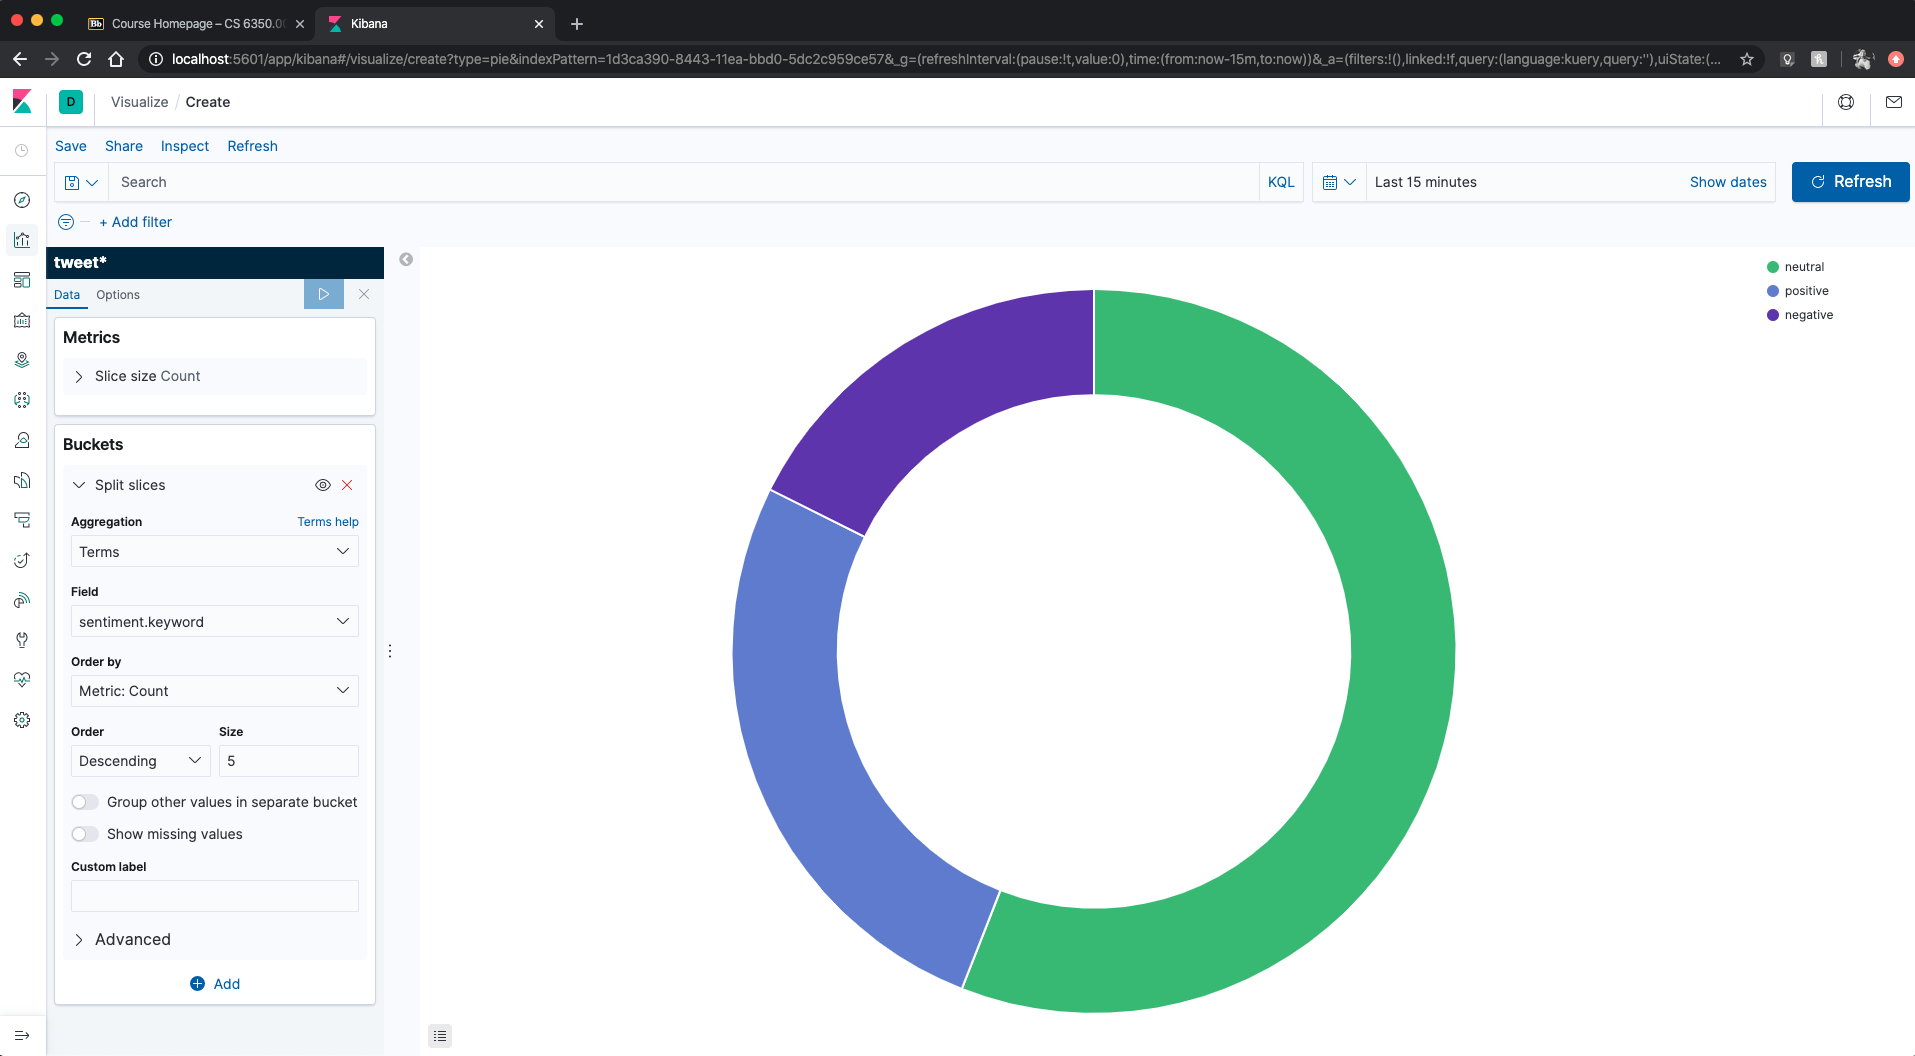 Bb Course Homepage – CS 6350.00
Kibana
localhost:5601/app/kibana#/visualize/create?type=pie&indexPattern=1d3ca390-8443-11ea-bbd0-5dc2c959ce57&_g=(refreshInterval:(pause:!t,value:0),time:(from:now-15m,to:now))&_a=(filters:!(),linked:!f,query:(language:kuery,query:''),uiState:(...
D
Visualize / Create
Save Share Inspect Refresh
Search
KQL
Last 15 minutes
Show dates
Refresh
+ Add filter
tweet*
Data Options
Metrics
Slice size Count
Buckets
Split slices
Aggregation
Terms help
Terms
Field
sentiment.keyword
Order by
Metric: Count
Order Size
Descending 5
Group other values in separate bucket
Show missing values
Custom label
Advanced
Add
neutral
positive
negative